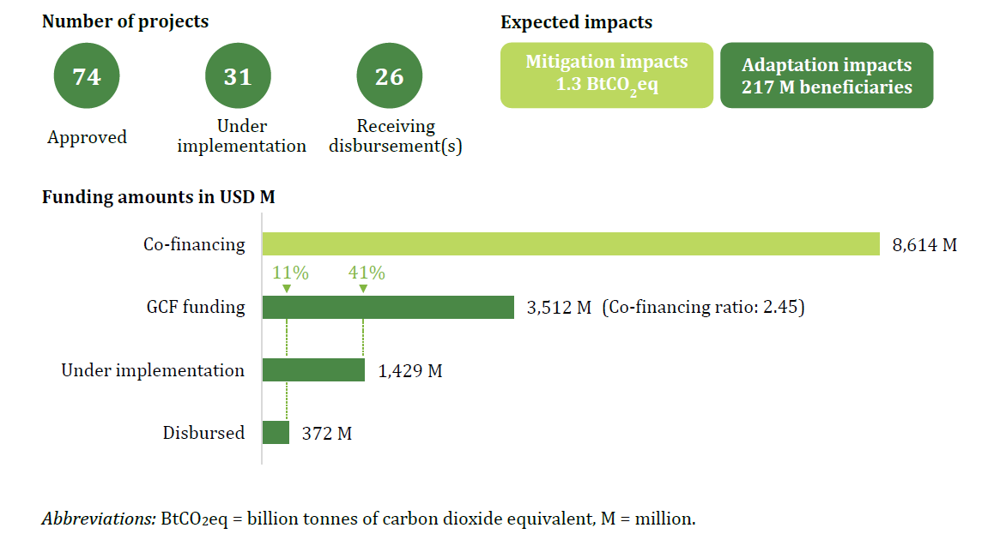 Number of projects
74
31
26
Approved
Under
implementation
Receiving
disbursement(s)
Expected impacts
Mitigation impacts
1.3 BtCO₂eq
Adaptation impacts
217 M beneficiaries
Funding amounts in USD M
Co-financing
8,614 M
11%
41%
GCF funding
3,512 M (Co-financing ratio: 2.45)
Under implementation
1,429 M
Disbursed
372 M
Abbreviations: BtCO₂eq = billion tonnes of carbon dioxide equivalent, M = million.